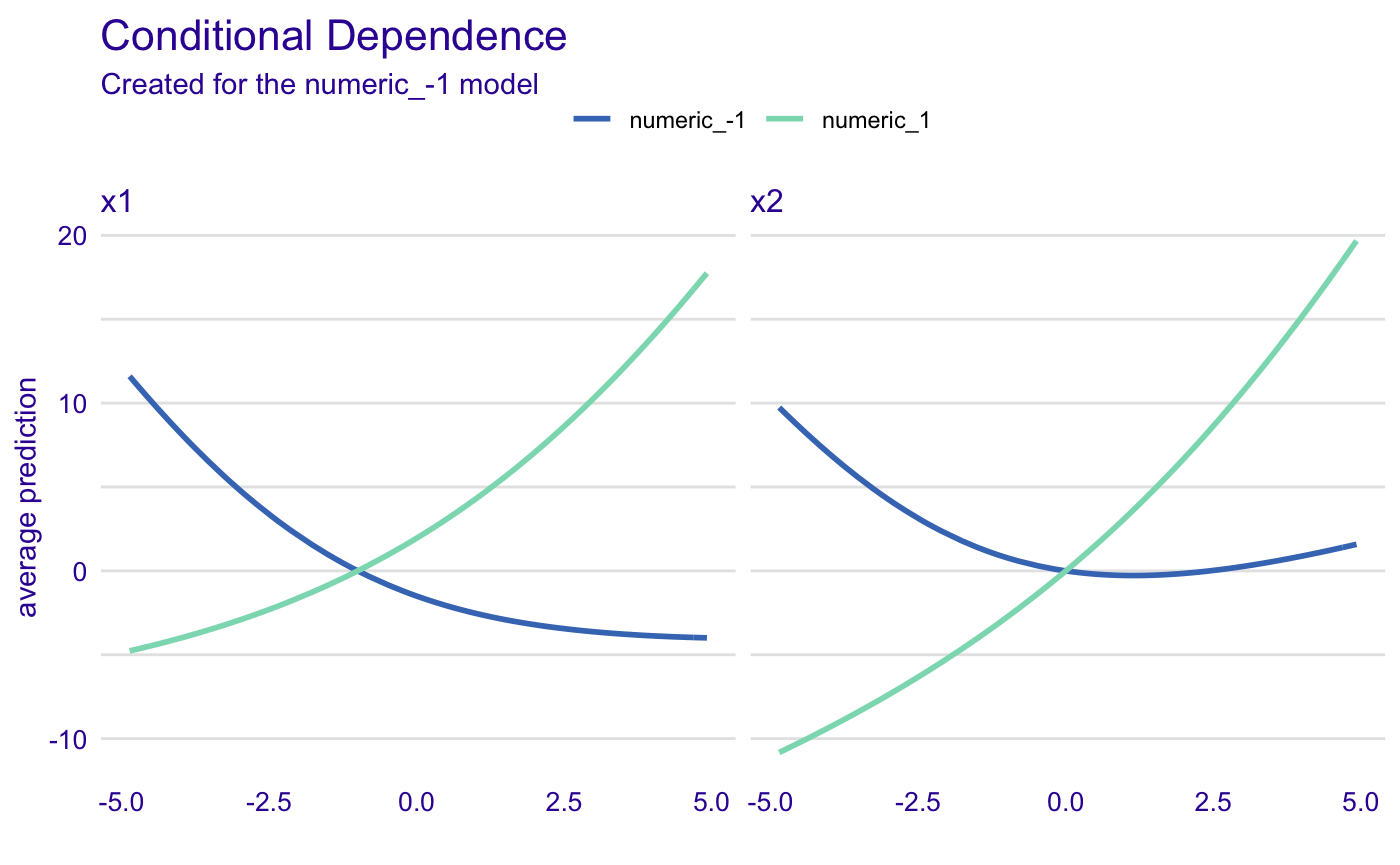 Conditional Dependence
Created for the numeric_-1 model
numeric_-1 numeric_1
x1 x2
20
10
0
-10
average prediction
-5.0 -2.5 0.0 2.5 5.0 -5.0 -2.5 0.0 2.5 5.0